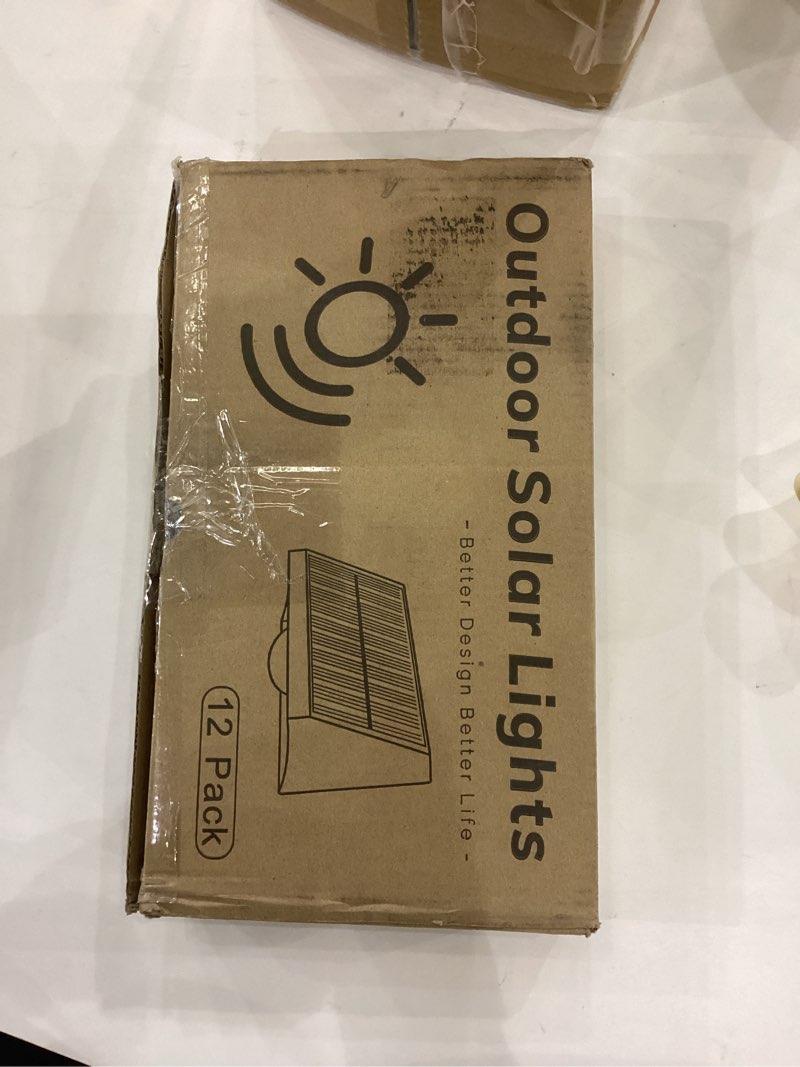 Outdoor Solar Lights
- Better Design Better Life -
12 Pack